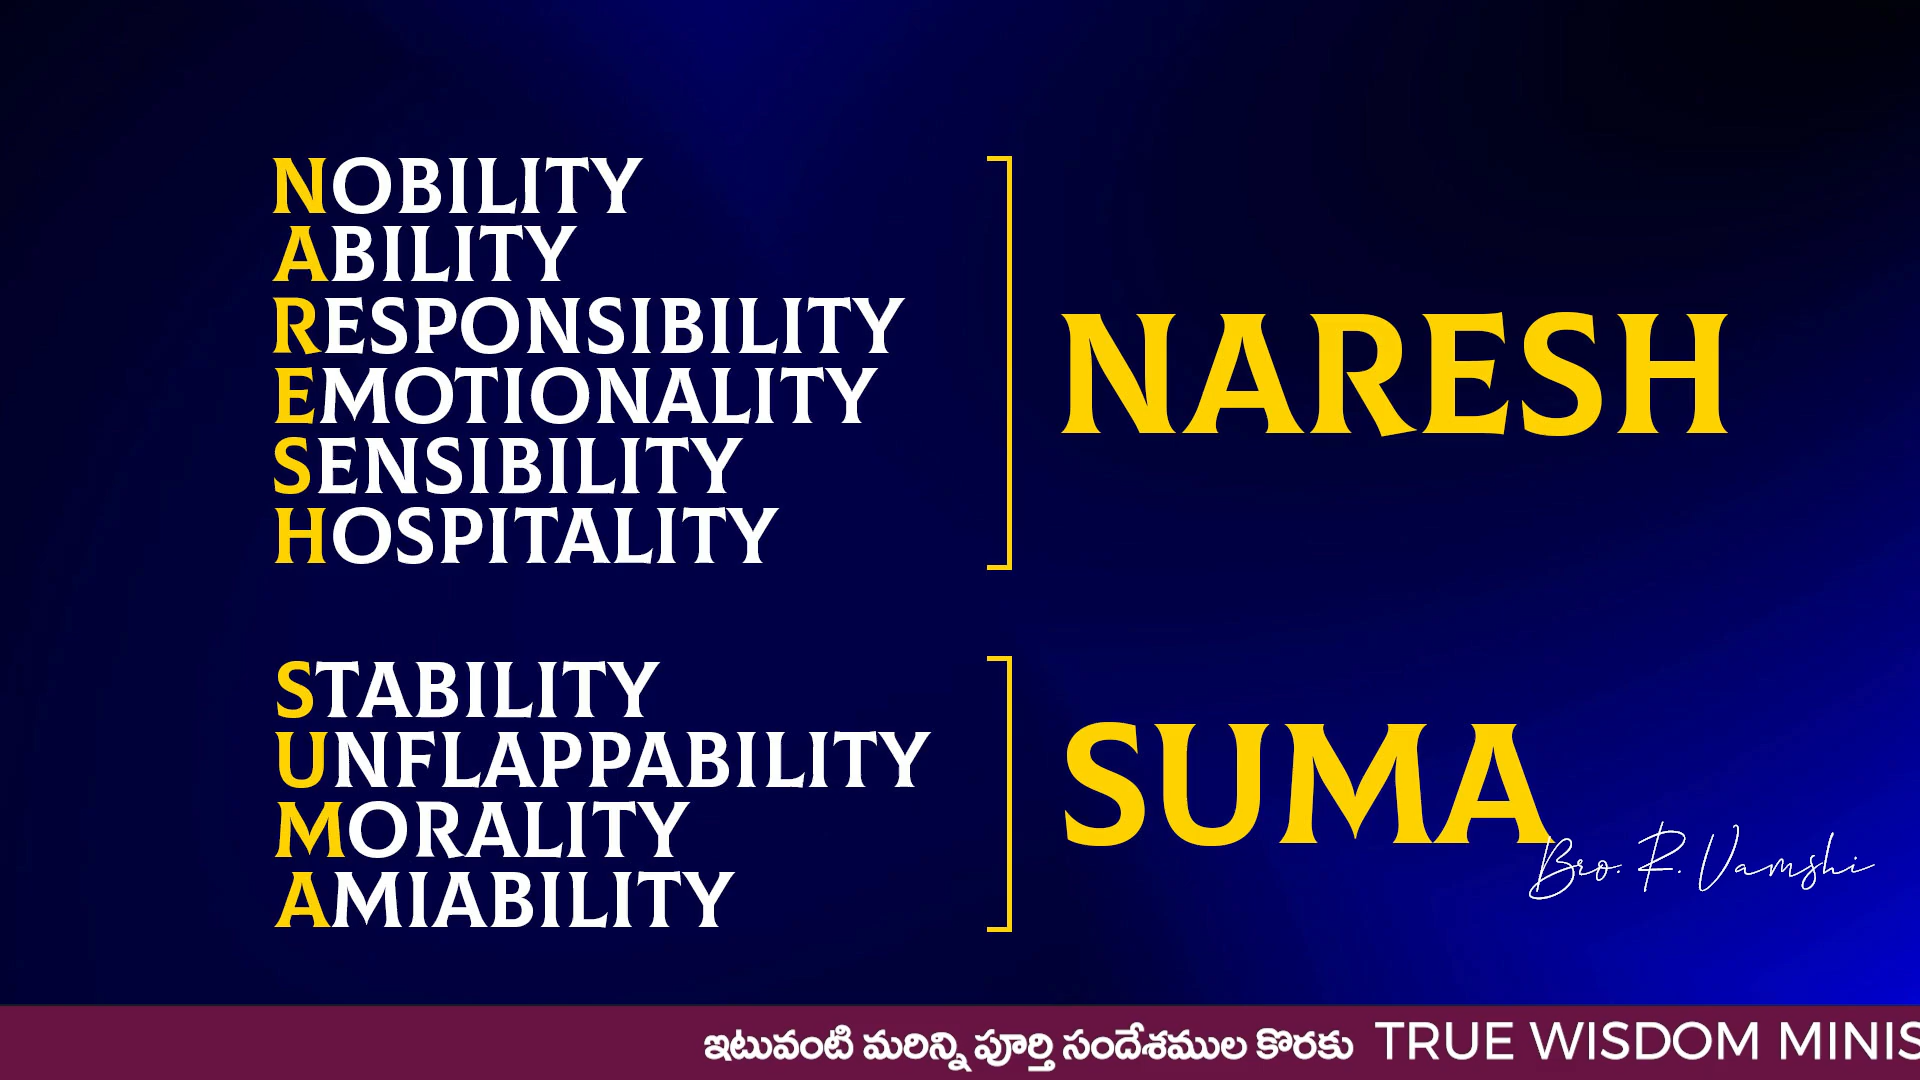 NOBILITY
ABILITY
RESPONSIBILITY
EMOTIONALITY
SENSIBILITY
HOSPITALITY
NARESH
STABILITY
UNFLAPPABILITY
MORALITY
AMIABILITY
SUMA
Bro. R. Vamshi
ఇటువంటి మరిన్ని పూర్తి సందేశముల కొరకు TRUE WISDOM MINIS